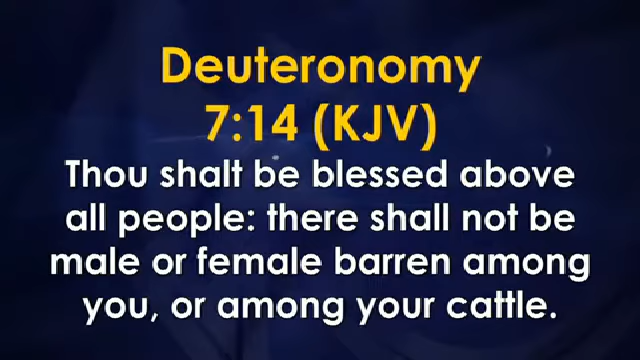 Deuteronomy
7:14 (KJV)
Thou shalt be blessed above
all people: there shall not be
male or female barren among
you, or among your cattle.